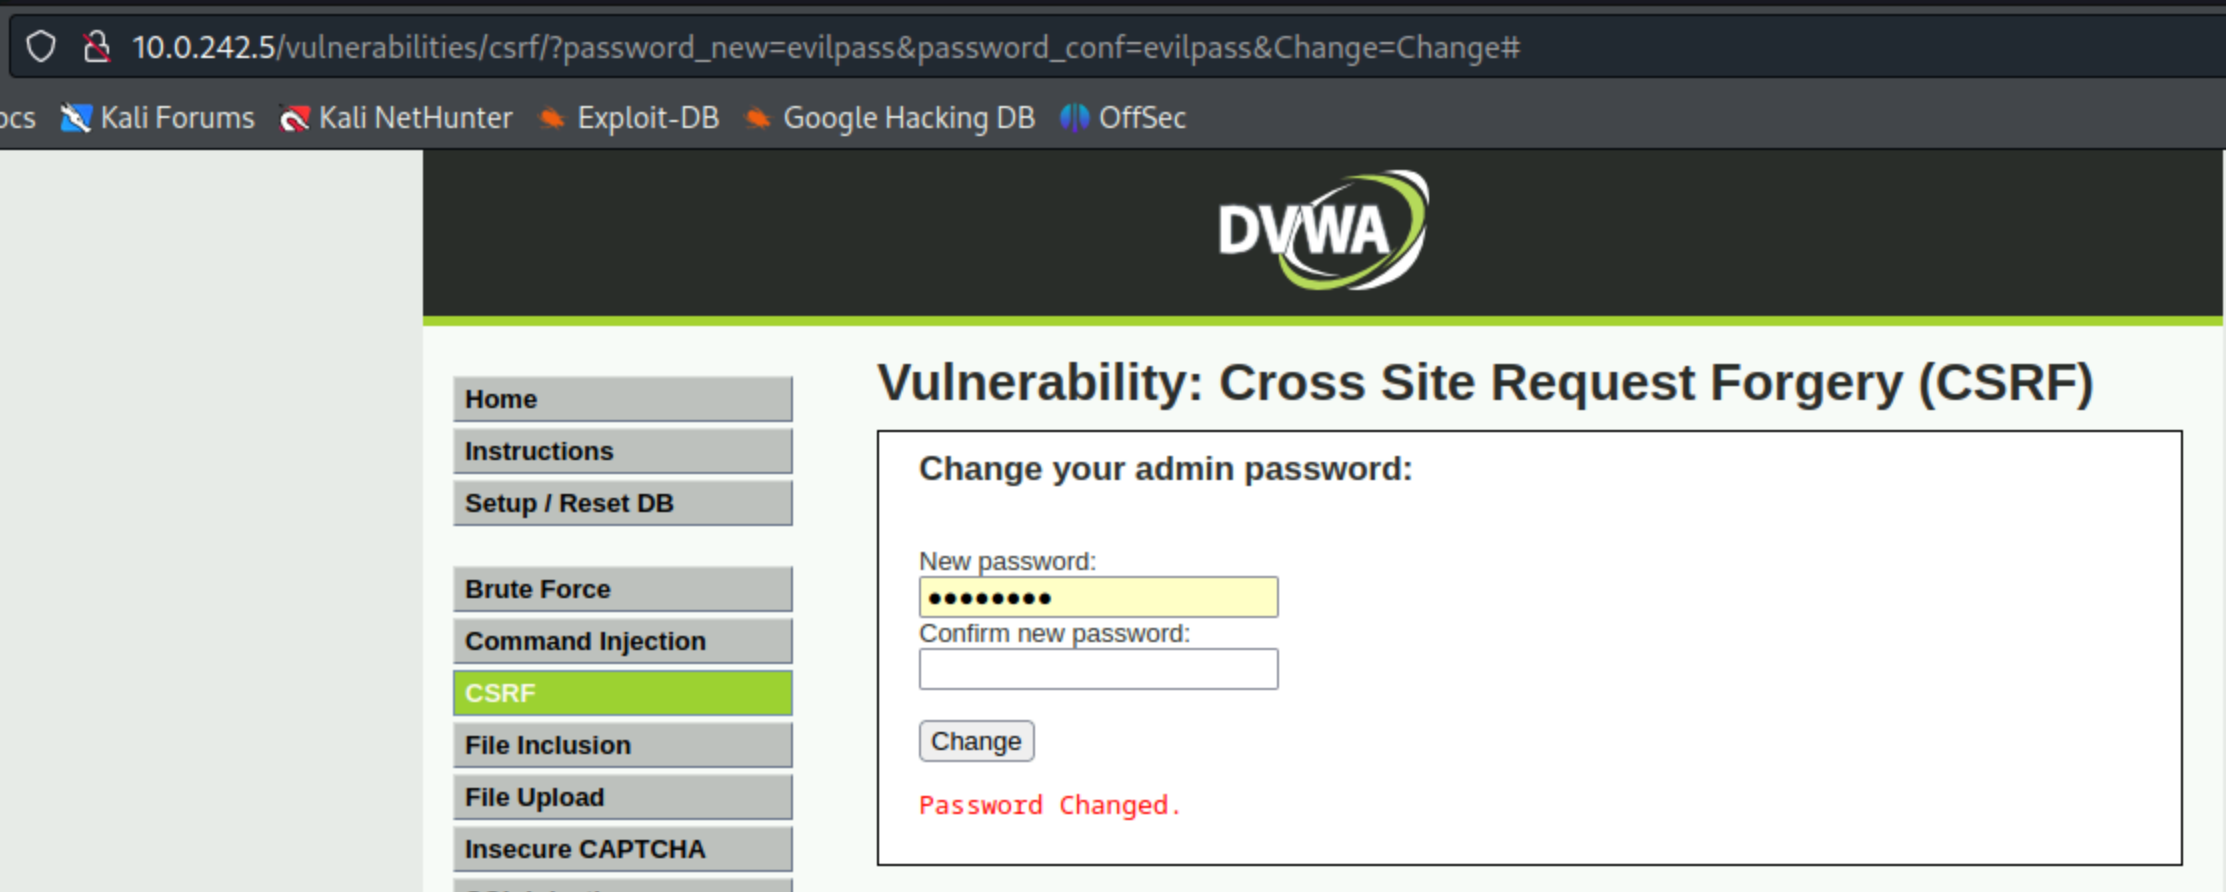 10.0.242.5/vulnerabilities/csrf/?password_new=evilpass&password_conf=evilpass&Change=Change#
ocs Kali Forums Kali NetHunter Exploit-DB Google Hacking DB OffSec
DVWA
Home
Instructions
Setup / Reset DB
Brute Force
Command Injection
CSRF
File Inclusion
File Upload
Insecure CAPTCHA
Vulnerability: Cross Site Request Forgery (CSRF)
Change your admin password:
New password:
••••••••
Confirm new password:
Change
Password Changed.